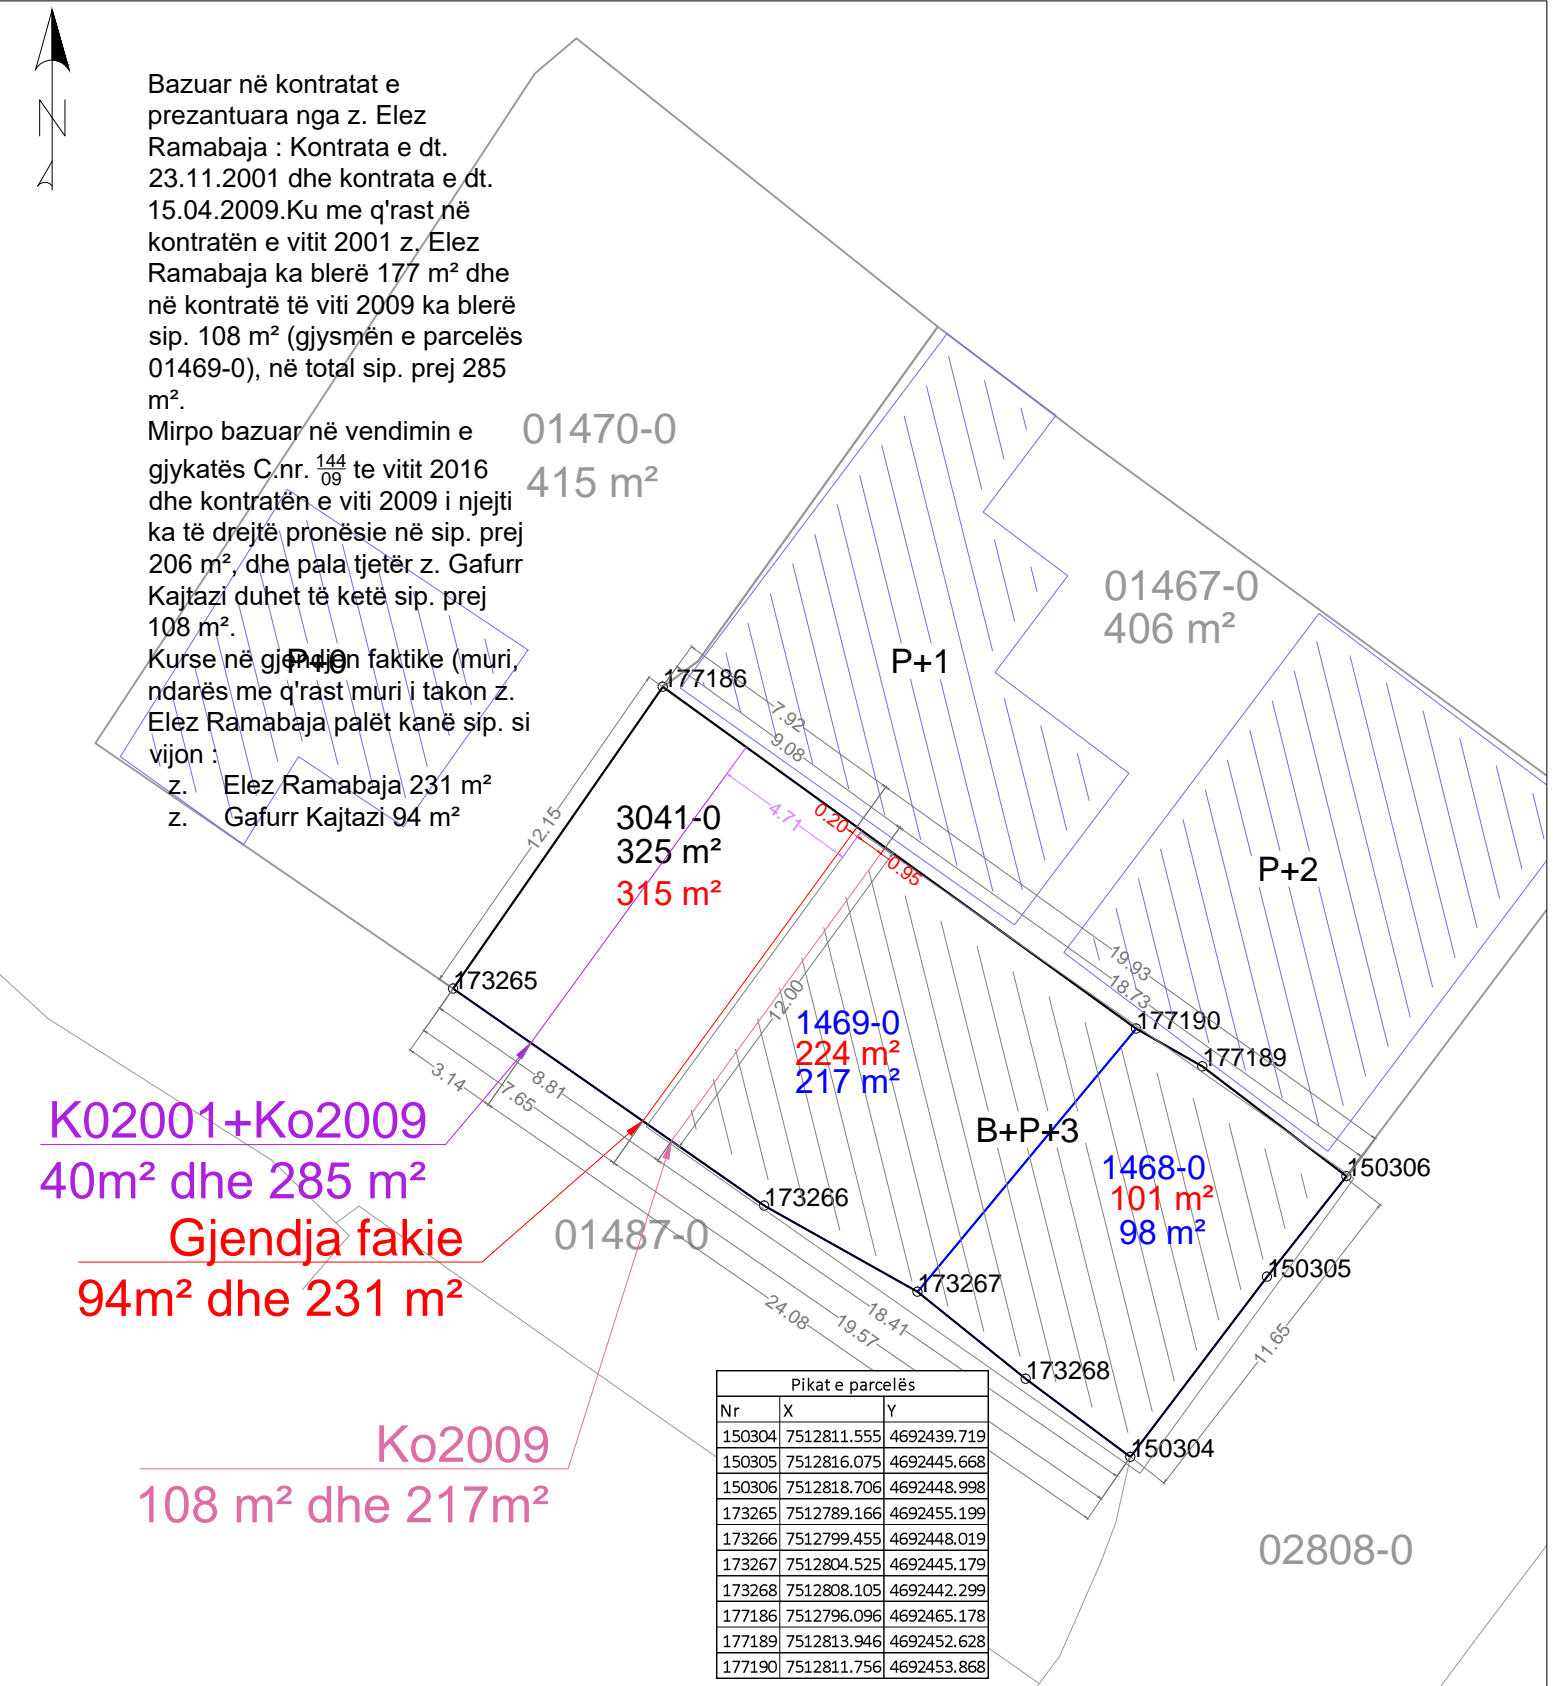 N
Bazuar në kontratat e
prezantuara nga z. Elez
Ramabaja : Kontrata e dt.
23.11.2001 dhe kontrata e dt.
15.04.2009.Ku me q'rast në
kontratën e vitit 2001 z. Elez
Ramabaja ka blerë 177 m² dhe
në kontratë të viti 2009 ka blerë
sip. 108 m² (gjysmën e parcelës
01469-0), në total sip. prej 285
m².
Mirpo bazuar në vendimin e
gjykatës C.nr. 144/09 te vitit 2016
dhe kontratën e viti 2009 i njejti
ka të drejtë pronësie në sip. prej
206 m², dhe pala tjetër z. Gafurr
Kajtazi duhet të ketë sip. prej
108 m².
Kurse në gjendjen faktike (muri,
ndarës me q'rast muri i takon z.
Elez Ramabaja palët kanë sip. si
vijon :
z. Elez Ramabaja 231 m²
z. Gafurr Kajtazi 94 m²
P+0
01470-0
415 m²
01467-0
406 m²
P+1
P+2
177186
7.92
9.08
12.15
4.71
0.20
0.95
3041-0
325 m²
315 m²
173265
19.93
18.73
12.00
1469-0
224 m²
217 m²
177190
177189
3.14
7.65
8.81
B+P+3
1468-0
101 m²
98 m²
150306
K02001+Ko2009
40m² dhe 285 m²
173266
01487-0
Gjendja fakie
94m² dhe 231 m²
173267
150305
24.08
19.57
18.41
11.65
173268
150304
Ko2009
108 m² dhe 217m²
02808-0
Pikat e parcelës
Nr X Y
150304 7512811.555 4692439.719
150305 7512816.075 4692445.668
150306 7512818.706 4692448.998
173265 7512789.166 4692455.199
173266 7512799.455 4692448.019
173267 7512804.525 4692445.179
173268 7512808.105 4692442.299
177186 7512796.096 4692465.178
177189 7512813.946 4692452.628
177190 7512811.756 4692453.868